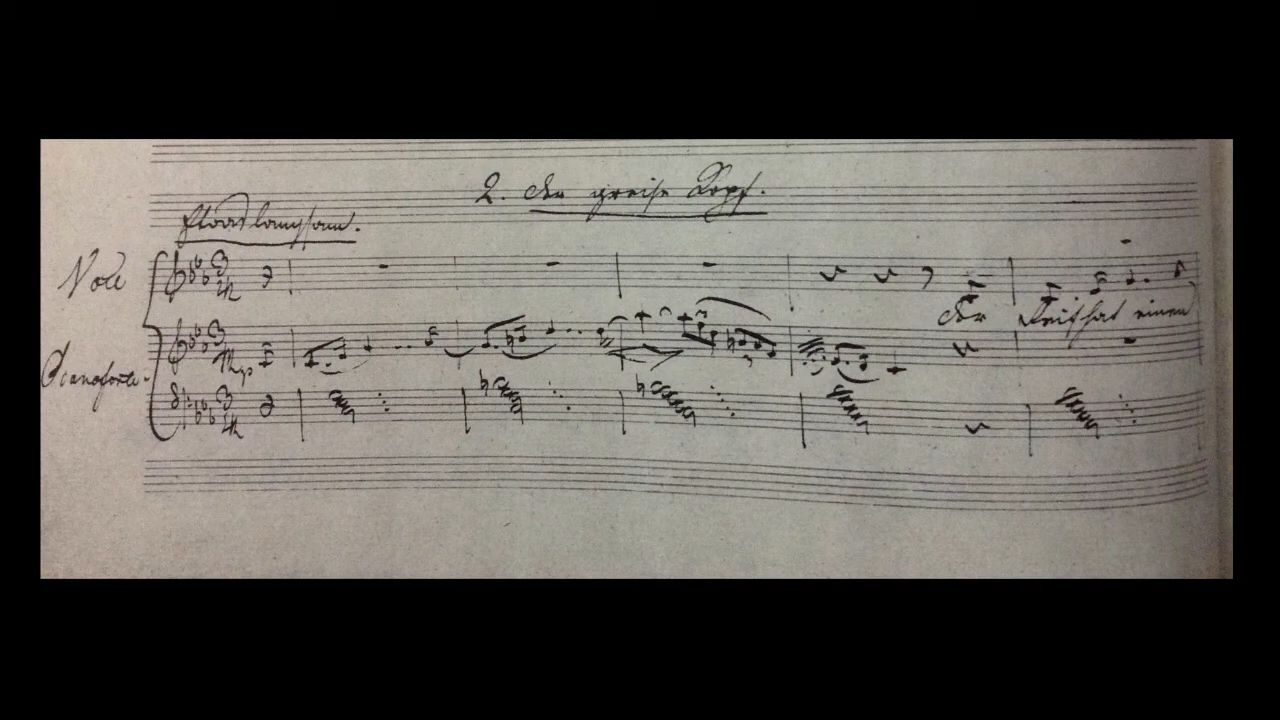 2. Der greise Kopf.
Etwas langsam.
Voce
Der Reif hat einen
Pianoforte.